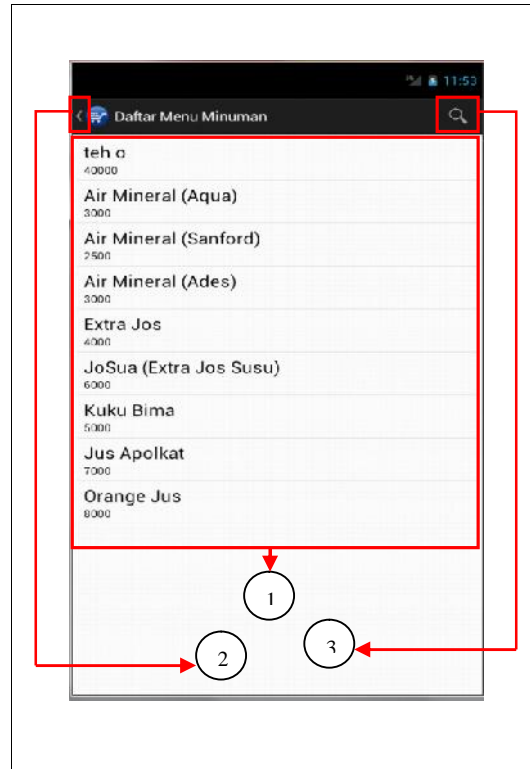 11:53
Daftar Menu Minuman
teh o
40000
Air Mineral (Aqua)
3000
Air Mineral (Sanford)
2500
Air Mineral (Ades)
3000
Extra Jos
4000
JoSua (Extra Jos Susu)
6000
Kuku Bima
5000
Jus Apolkat
7000
Orange Jus
8000
1
2
3